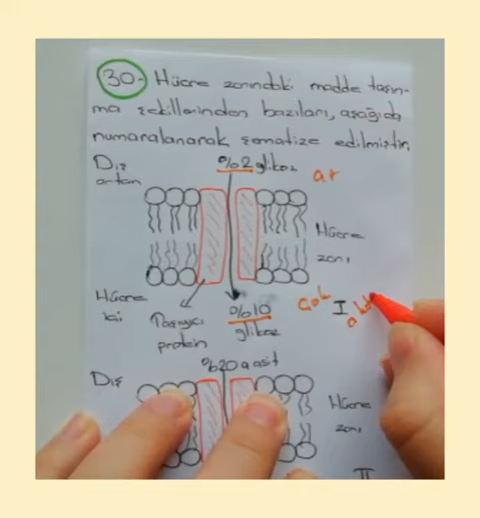 30- Hücre zarındaki madde taşın-
ma şekillerinden bazıları, aşağıda
numaralanarak şematize edilmiştir.
Dış ortam
%2 glikoz az
Hücre zarı
Hücre içi
Taşıyıcı protein
%10 glikoz
çok
I
akt
%20 a.asit
Dış
Hücre zarı
II